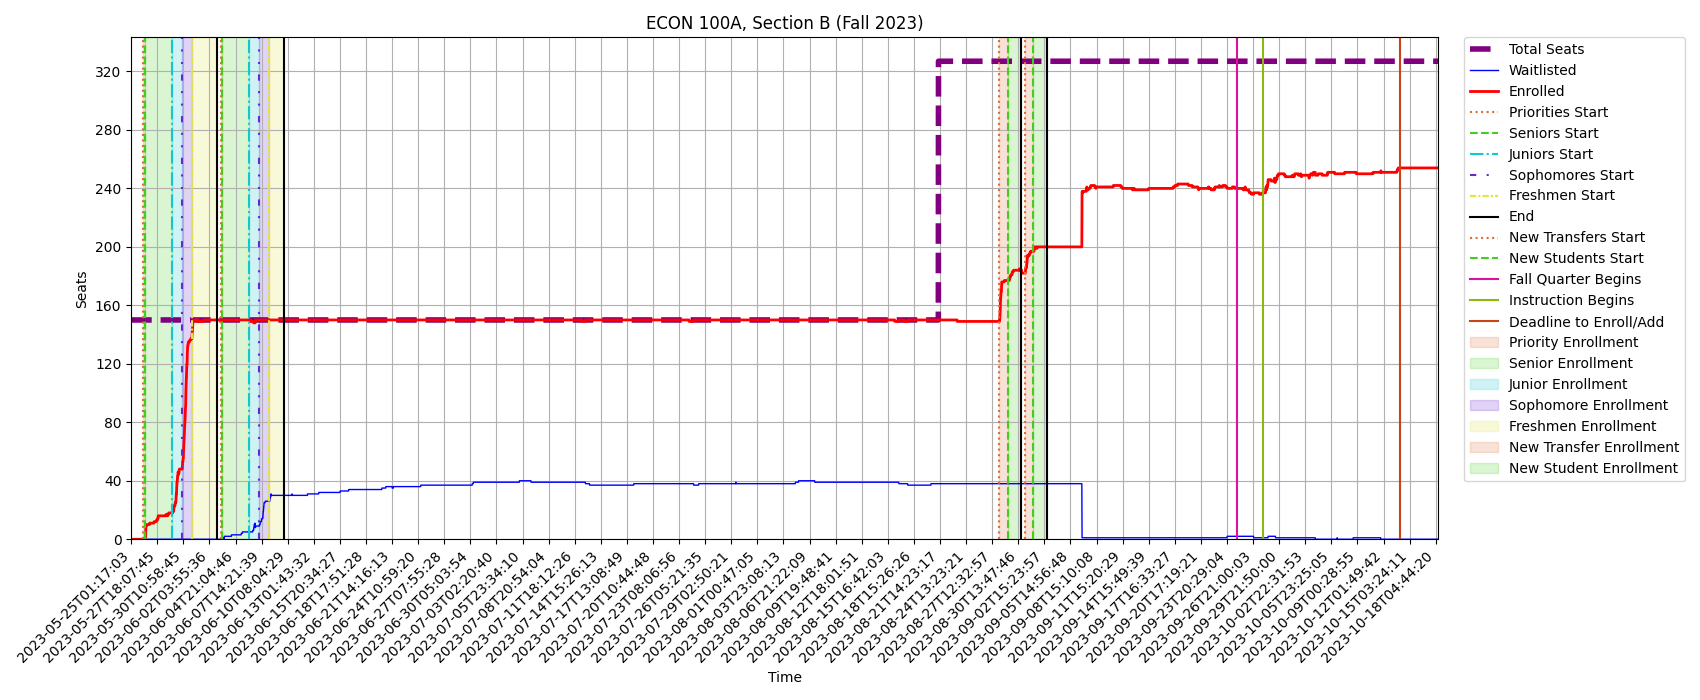 ECON 100A, Section B (Fall 2023)
Seats
320
280
240
200
160
120
80
40
0
2023-05-25T01:17:03
2023-05-27T18:07:45
2023-05-30T10:58:45
2023-06-02T03:55:36
2023-06-04T21:04:46
2023-06-07T14:21:39
2023-06-10T08:04:29
2023-06-13T01:43:32
2023-06-15T20:34:27
2023-06-18T17:51:28
2023-06-21T14:16:13
2023-06-24T10:59:20
2023-06-27T07:55:28
2023-06-30T05:03:54
2023-07-03T02:20:40
2023-07-05T23:34:10
2023-07-08T20:54:04
2023-07-11T18:12:26
2023-07-14T15:26:13
2023-07-17T13:08:49
2023-07-20T10:44:48
2023-07-23T08:06:56
2023-07-26T05:21:35
2023-07-29T02:50:21
2023-08-01T00:47:05
2023-08-03T23:08:13
2023-08-06T21:22:09
2023-08-09T19:48:41
2023-08-12T18:01:51
2023-08-15T16:42:03
2023-08-18T15:26:26
2023-08-21T14:23:17
2023-08-24T13:23:21
2023-08-27T12:32:57
2023-08-30T13:47:46
2023-09-02T15:23:57
2023-09-05T14:56:48
2023-09-08T15:10:08
2023-09-11T15:20:29
2023-09-14T15:49:39
2023-09-17T16:33:27
2023-09-20T17:19:21
2023-09-23T20:29:04
2023-09-26T21:00:03
2023-09-29T21:50:00
2023-10-02T22:31:53
2023-10-05T23:25:05
2023-10-09T00:28:55
2023-10-12T01:49:42
2023-10-15T03:24:11
2023-10-18T04:44:20
Time
Total Seats
Waitlisted
Enrolled
Priorities Start
Seniors Start
Juniors Start
Sophomores Start
Freshmen Start
End
New Transfers Start
New Students Start
Fall Quarter Begins
Instruction Begins
Deadline to Enroll/Add
Priority Enrollment
Senior Enrollment
Junior Enrollment
Sophomore Enrollment
Freshmen Enrollment
New Transfer Enrollment
New Student Enrollment